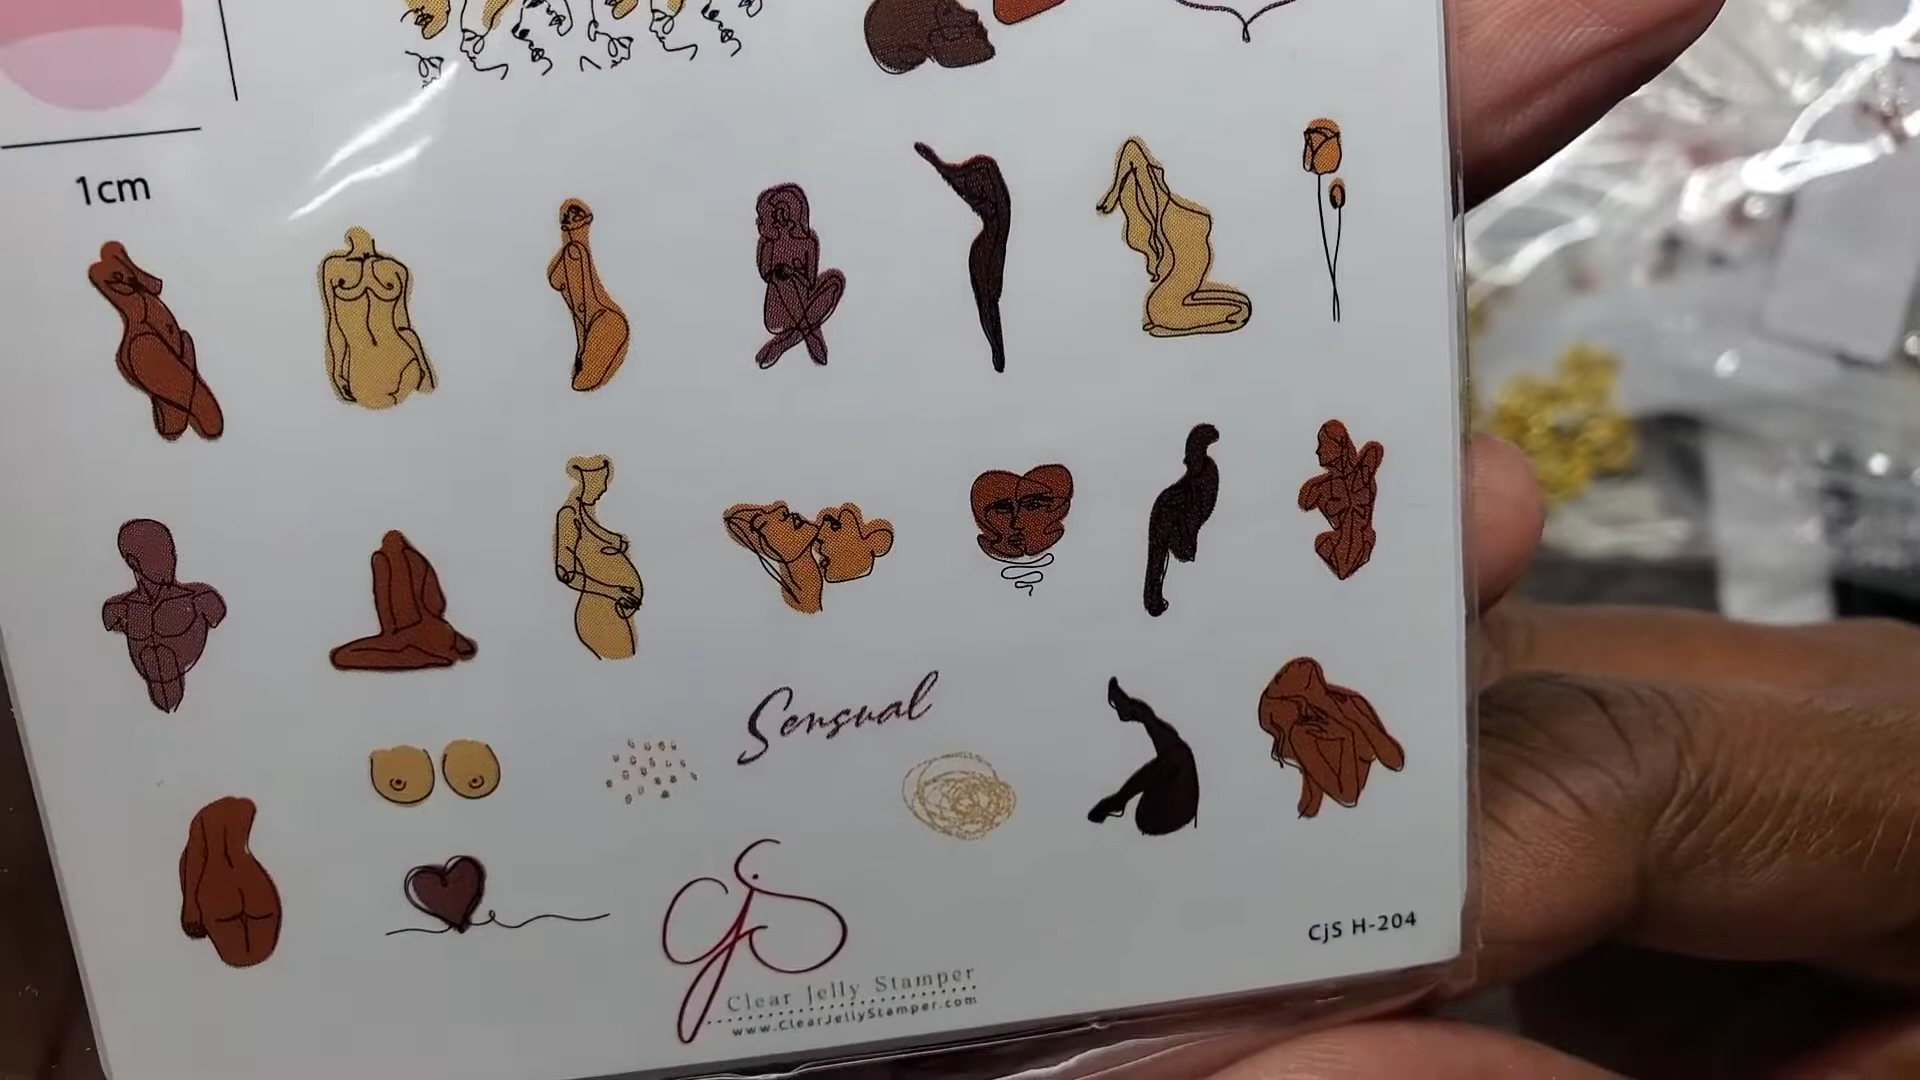 1cm
Sensual
CjS
CjS H-204
Clear Jelly Stamper
www.ClearJellyStamper.com